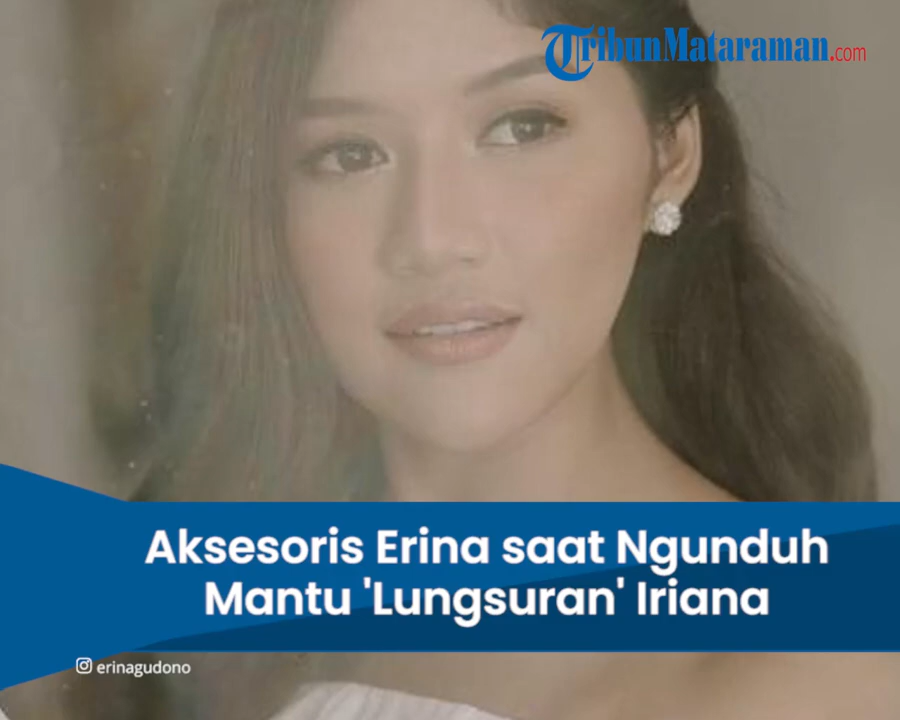 TribunMataraman.com
Aksesoris Erina saat Ngunduh
Mantu 'Lungsuran' Iriana
erinagudono